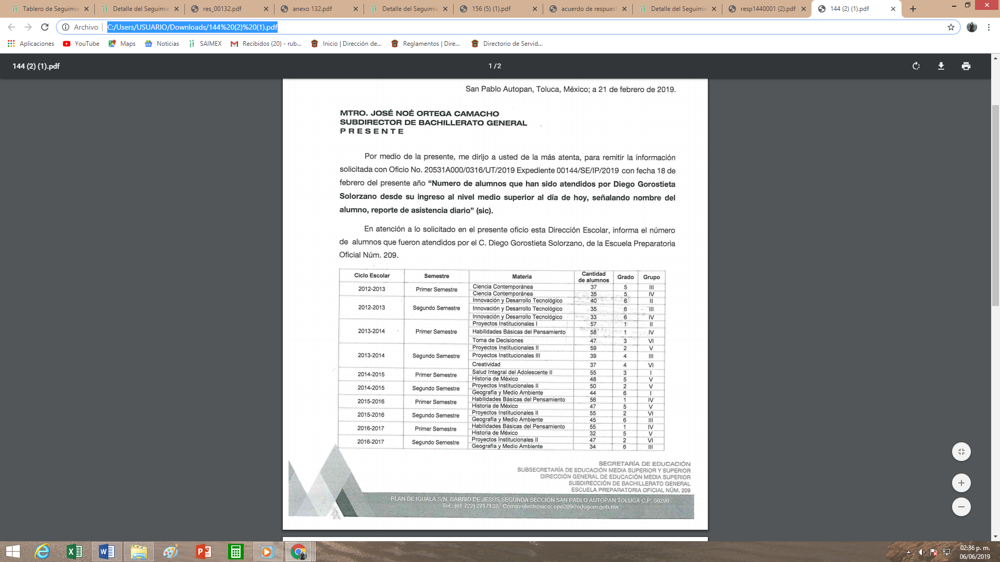 Tablero de Seguimie
Detalle del Seguimie
res_00132.pdf
anexo 132.pdf
Detalle del Seguimie
156 (5) (1).pdf
acuerdo de respuest
Detalle del Seguimie
resp1440001 (2).pdf
144 (2) (1).pdf
Archivo C:/Users/USUARIO/Downloads/144%20(2)%20(1).pdf
Aplicaciones YouTube Maps Noticias SAIMEX Recibidos (20) - rub... Inicio | Dirección de... Reglamentos | Dire... Directorio de Servid...
144 (2) (1).pdf 1 / 2
San Pablo Autopan, Toluca, México; a 21 de febrero de 2019.
MTRO. JOSÉ NOÉ ORTEGA CAMACHO
SUBDIRECTOR DE BACHILLERATO GENERAL
P R E S E N T E
Por medio de la presente, me dirijo a usted de la más atenta, para remitir la información
solicitada con Oficio No. 20531A000/0316/UT/2019 Expediente 00144/SE/IP/2019 con fecha 18 de
febrero del presente año “Numero de alumnos que han sido atendidos por Diego Gorostieta
Solorzano desde su ingreso al nivel medio superior al día de hoy, señalando nombre del
alumno, reporte de asistencia diario” (sic).
En atención a lo solicitado en el presente oficio esta Dirección Escolar, informa el número
de alumnos que fueron atendidos por el C. Diego Gorostieta Solorzano, de la Escuela Preparatoria
Oficial Núm. 209.
Ciclo Escolar Semestre Materia Cantidad de alumnos Grado Grupo
2012-2013 Primer Semestre Ciencia Contemporánea 37 5 III
Ciencia Contemporánea 35 5 IV
2012-2013 Segundo Semestre Innovación y Desarrollo Tecnológico 40 6 II
Innovación y Desarrollo Tecnológico 35 6 III
Innovación y Desarrollo Tecnológico 33 6 IV
2013-2014 Primer Semestre Proyectos Institucionales I 57 1 II
Habilidades Básicas del Pensamiento 58 1 IV
Toma de Decisiones 47 3 VI
2013-2014 Segundo Semestre Proyectos Institucionales II 59 2 V
Proyectos Institucionales III 39 4 III
Creatividad 37 4 VI
2014-2015 Primer Semestre Salud Integral del Adolescente II 55 3 I
Historia de México 48 5 V
2014-2015 Segundo Semestre Proyectos Institucionales II 50 2 V
Geografía y Medio Ambiente 44 6 I
2015-2016 Primer Semestre Habilidades Básicas del Pensamiento 56 1 IV
Historia de México 47 5 V
2015-2016 Segundo Semestre Proyectos Institucionales II 55 2 VI
Geografía y Medio Ambiente 45 6 III
2016-2017 Primer Semestre Habilidades Básicas del Pensamiento 55 1 IV
Historia de México 32 5 V
2016-2017 Segundo Semestre Proyectos Institucionales II 47 2 VI
Geografía y Medio Ambiente 34 6 III
SECRETARÍA DE EDUCACIÓN
SUBSECRETARÍA DE EDUCACIÓN MEDIA SUPERIOR Y SUPERIOR
DIRECCIÓN GENERAL DE EDUCACIÓN MEDIA SUPERIOR
SUBDIRECCIÓN DE BACHILLERATO GENERAL
ESCUELA PREPARATORIA OFICIAL NÚM. 209
PLAN DE IGUALA S/N, BARRIO DE JESÚS SEGUNDA SECCIÓN SAN PABLO AUTOPAN TOLUCA C.P. 50290
Tel.: (01 722) 2717132. Correo electrónico: epo209@edugem.gob.mx
02:36 p. m.
06/06/2019